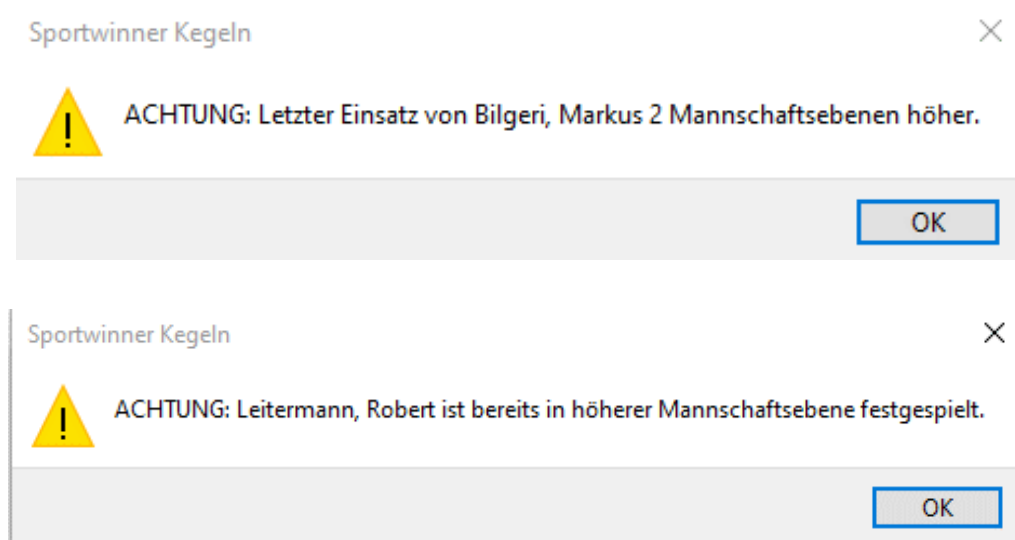 Sportwinner Kegeln
ACHTUNG: Letzter Einsatz von Bilgeri, Markus 2 Mannschaftsebenen höher.
OK
Sportwinner Kegeln
ACHTUNG: Leitermann, Robert ist bereits in höherer Mannschaftsebene festgespielt.
OK